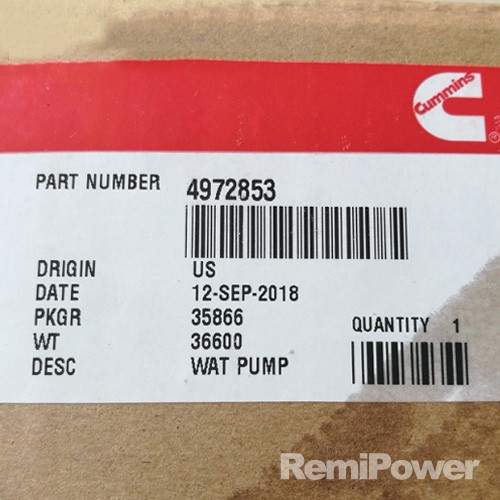 Cummins
®
PART NUMBER 4972853
DRIGIN US
DATE 12-SEP-2018
PKGR 35866
WT 36600
QUANTITY 1
DESC WAT PUMP
RemiPower